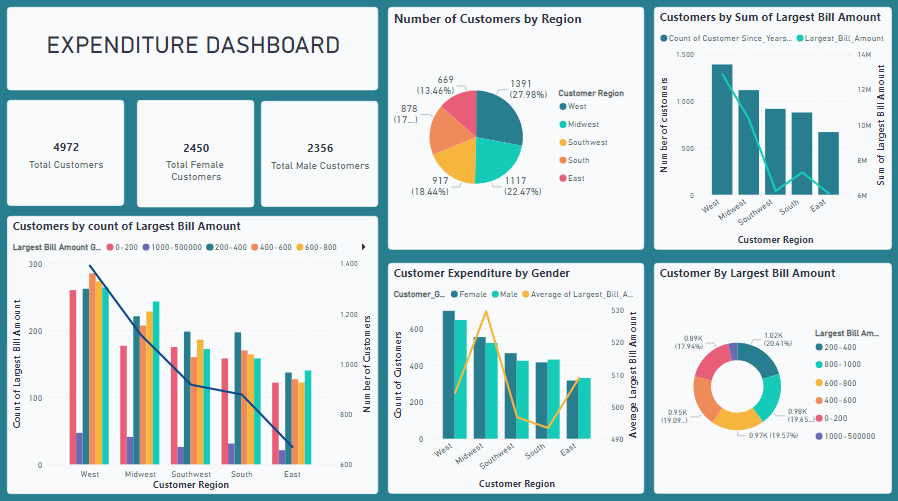 EXPENDITURE DASHBOARD
4972
Total Customers
2450
Total Female
Customers
2356
Total Male Customers
Number of Customers by Region
669
(13.46%)
1391
(27.98%)
878
(17...)
917
(18.44%)
1117
(22.47%)
Customer Region
West
Midwest
Southwest
South
East
Customers by Sum of Largest Bill Amount
Count of Customer Since_Years... Largest_Bill_Amount
Number of customers
1,500
1,000
500
0
14M
12M
10M
8M
6M
Sum of Largest Bill Amount
West Midwest Southwest South East
Customer Region
Customers by count of Largest Bill Amount
Largest Bill Amount G... 0-200 1000-500000 200-400 400-600 600-800
Count of Largest Bill Amount
300
200
100
0
1,400
1,200
1,000
800
600
Number of Customers
West Midwest Southwest South East
Customer Region
Customer Expenditure by Gender
Customer_G... Female Male Average of Largest_Bill_A...
Count of Customers
600
400
200
0
530
520
510
500
490
Average Largest Bill Amount
West Midwest Southwest South East
Customer Region
Customer By Largest Bill Amount
0.89K
(17.94%)
1.02K
(20.41%)
0.95K
(19.09...)
0.98K
(19.65...)
0.97K (19.57%)
Largest Bill Am...
200-400
800-1000
600-800
400-600
0-200
1000-500000